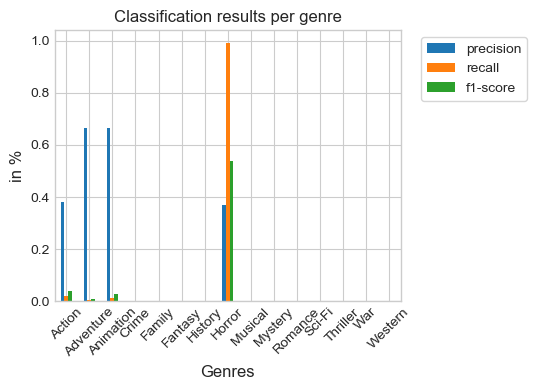 Classification results per genre
precision
recall
f1-score
in %
1.0
0.8
0.6
0.4
0.2
0.0
Action
Adventure
Animation
Crime
Family
Fantasy
History
Horror
Musical
Mystery
Romance
Sci-Fi
Thriller
War
Western
Genres